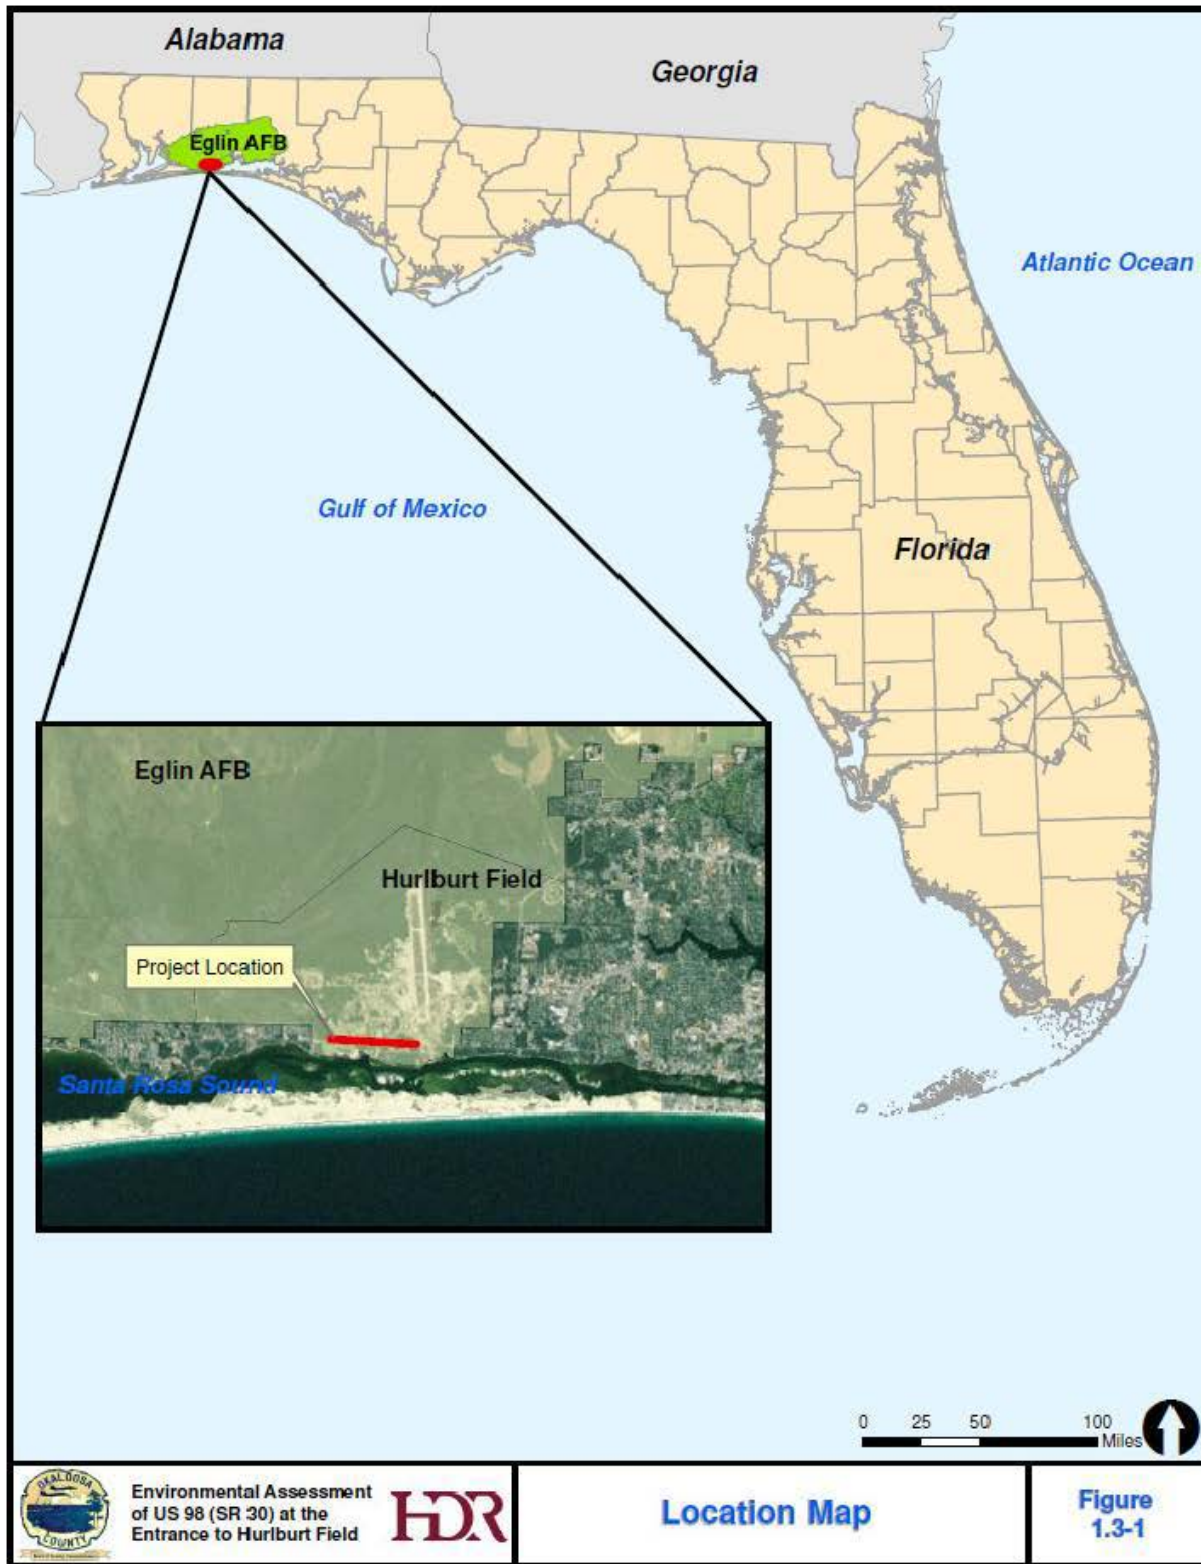 Alabama
Georgia
Eglin AFB
Atlantic Ocean
Gulf of Mexico
Florida
Eglin AFB
Hurlburt Field
Project Location
Santa Rosa Sound
0 25 50 100
Miles
OKALOOSA
COUNTY
Environmental Assessment
of US 98 (SR 30) at the
Entrance to Hurlburt Field
HDR
Location Map
Figure
1.3-1